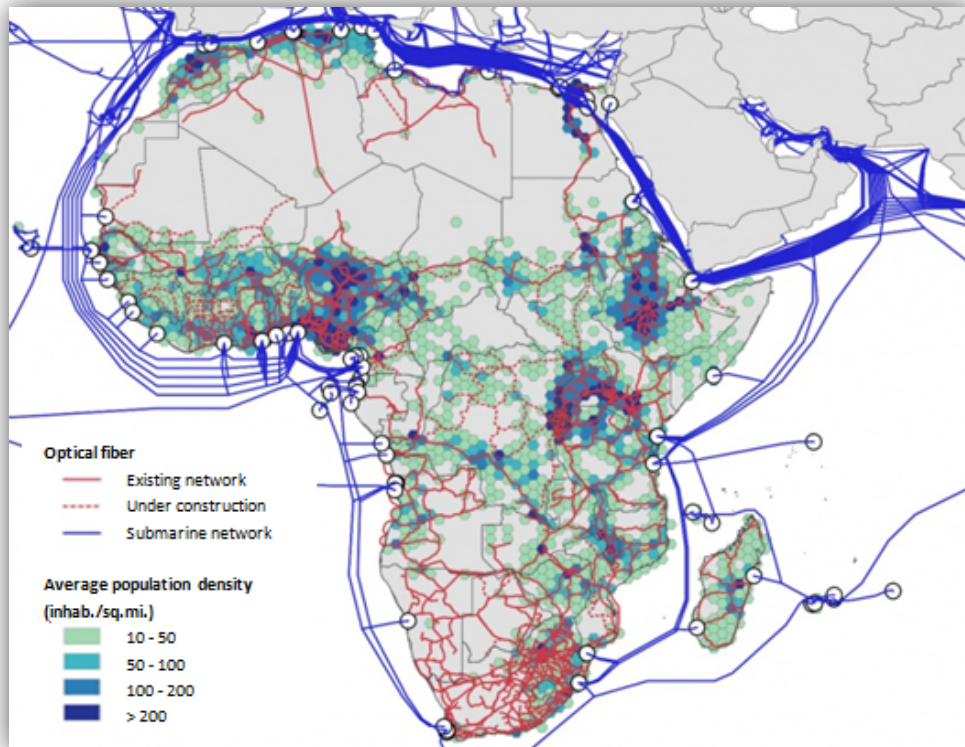 Optical fiber
Existing network
Under construction
Submarine network
Average population density
(inhab./sq.mi.)
10 - 50
50 - 100
100 - 200
> 200